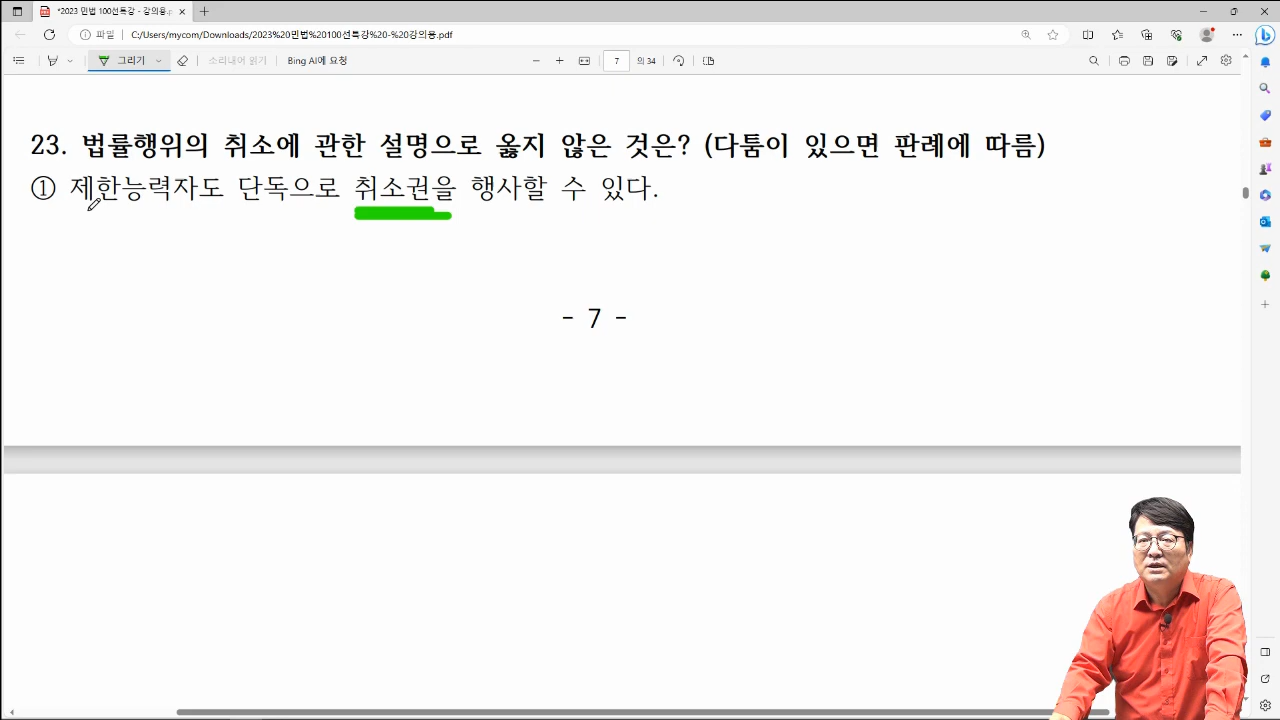 *2023 민법 100선특강 - 강의용.p
파일 C:/Users/mycom/Downloads/2023%20민법%20100선특강%20-%20강의용.pdf
그리기 소리내어 읽기 Bing AI에 요청 7 의 34
23. 법률행위의 취소에 관한 설명으로 옳지 않은 것은? (다툼이 있으면 판례에 따름)
① 제한능력자도 단독으로 취소권을 행사할 수 있다.
- 7 -